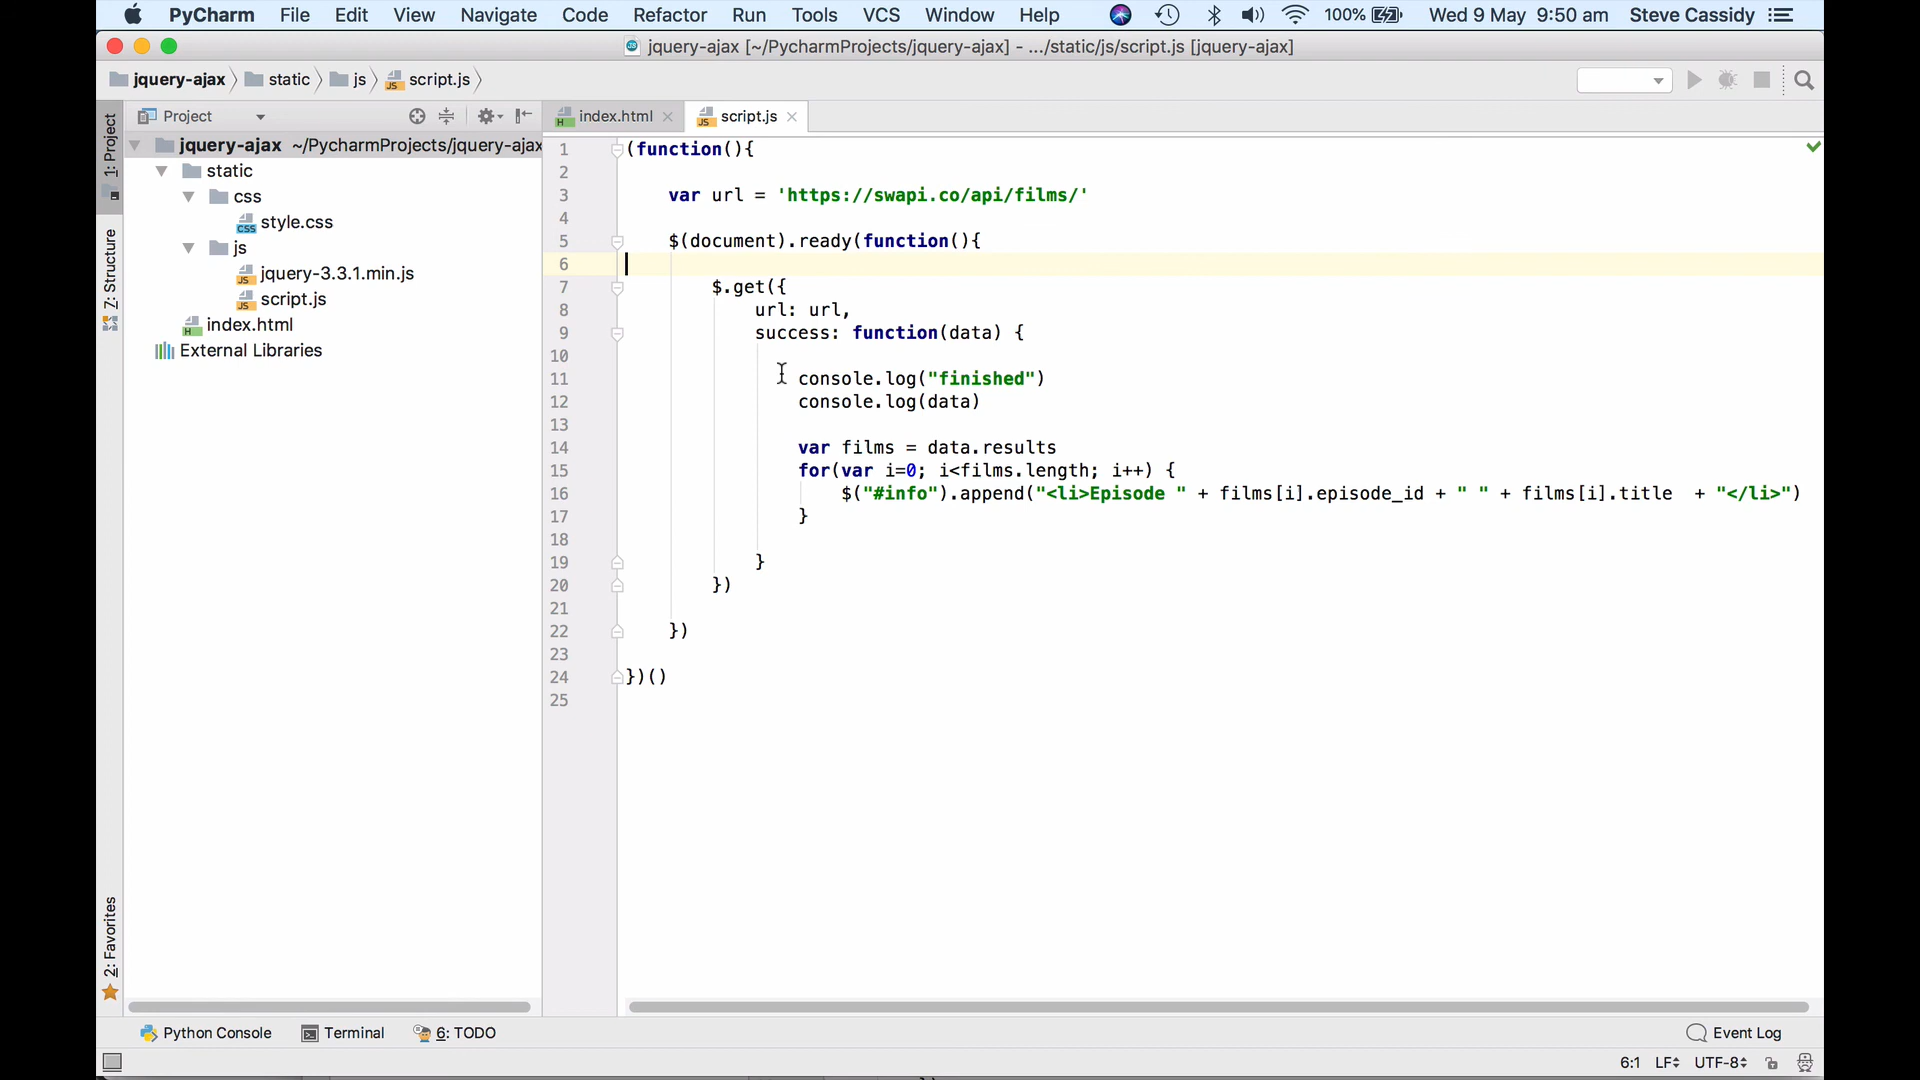 PyCharm File Edit View Navigate Code Refactor Run Tools VCS Window Help 100% Wed 9 May 9:50 am Steve Cassidy
jquery-ajax [~/PycharmProjects/jquery-ajax] - .../static/js/script.js [jquery-ajax]
jquery-ajax static js script.js
Project
index.html script.js
1: Project
7: Structure
2: Favorites
jquery-ajax ~/PycharmProjects/jquery-ajax
static
css
style.css
js
jquery-3.3.1.min.js
script.js
index.html
External Libraries
1 (function(){
2
3 var url = 'https://swapi.co/api/films/'
4
5 $(document).ready(function(){
6
7 $.get({
8 url: url,
9 success: function(data) {
10
11 console.log("finished")
12 console.log(data)
13
14 var films = data.results
15 for(var i=0; i<films.length; i++) {
16 $("#info").append("<li>Episode " + films[i].episode_id + " " + films[i].title  + "</li>")
17 }
18
19 }
20 })
21
22 })
23
24 })()
25
Python Console Terminal 6: TODO Event Log
6:1 LF UTF-8